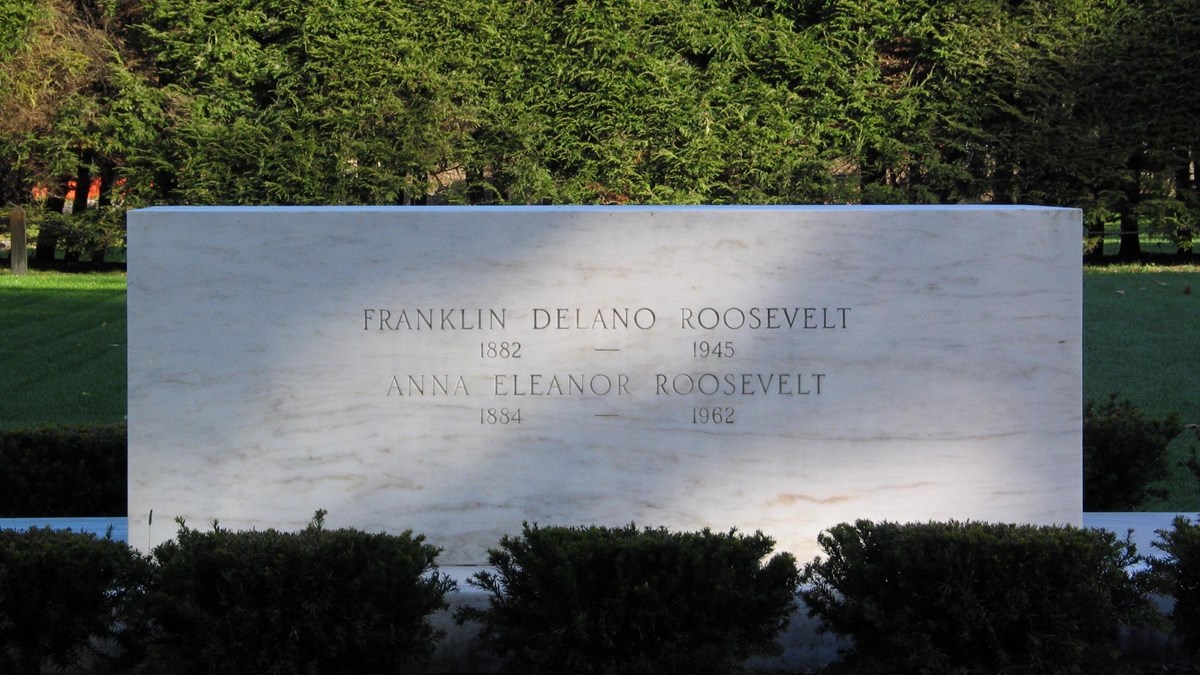 FRANKLIN DELANO ROOSEVELT
1882 — 1945
ANNA ELEANOR ROOSEVELT
1884 — 1962